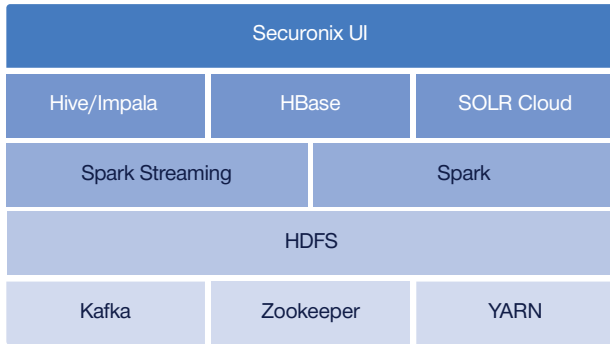 Securonix UI
Hive/Impala HBase SOLR Cloud
Spark Streaming Spark
HDFS
Kafka Zookeeper YARN